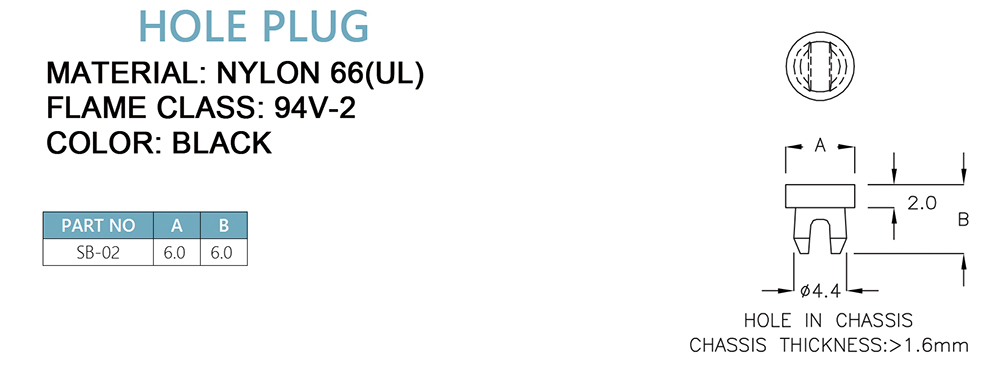 HOLE PLUG
MATERIAL: NYLON 66(UL)
FLAME CLASS: 94V-2
COLOR: BLACK
PART NO A B
SB-02 6.0 6.0
A
2.0
B
ø4.4
HOLE IN CHASSIS
CHASSIS THICKNESS:>1.6mm